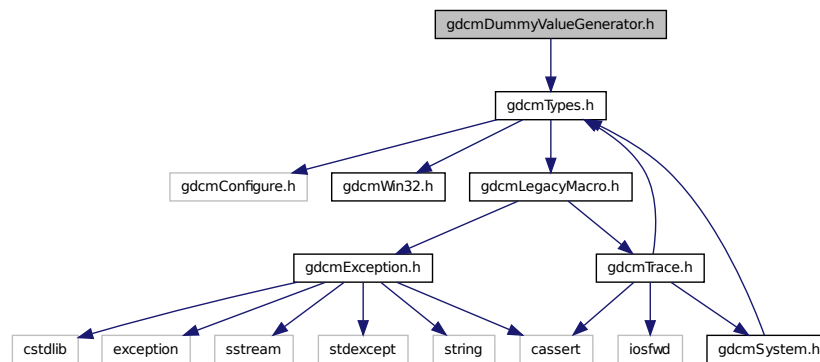 gdcmDummyValueGenerator.h
gdcmTypes.h
gdcmConfigure.h
gdcmWin32.h
gdcmLegacyMacro.h
gdcmException.h
gdcmTrace.h
cstdlib
exception
sstream
stdexcept
string
cassert
iosfwd
gdcmSystem.h